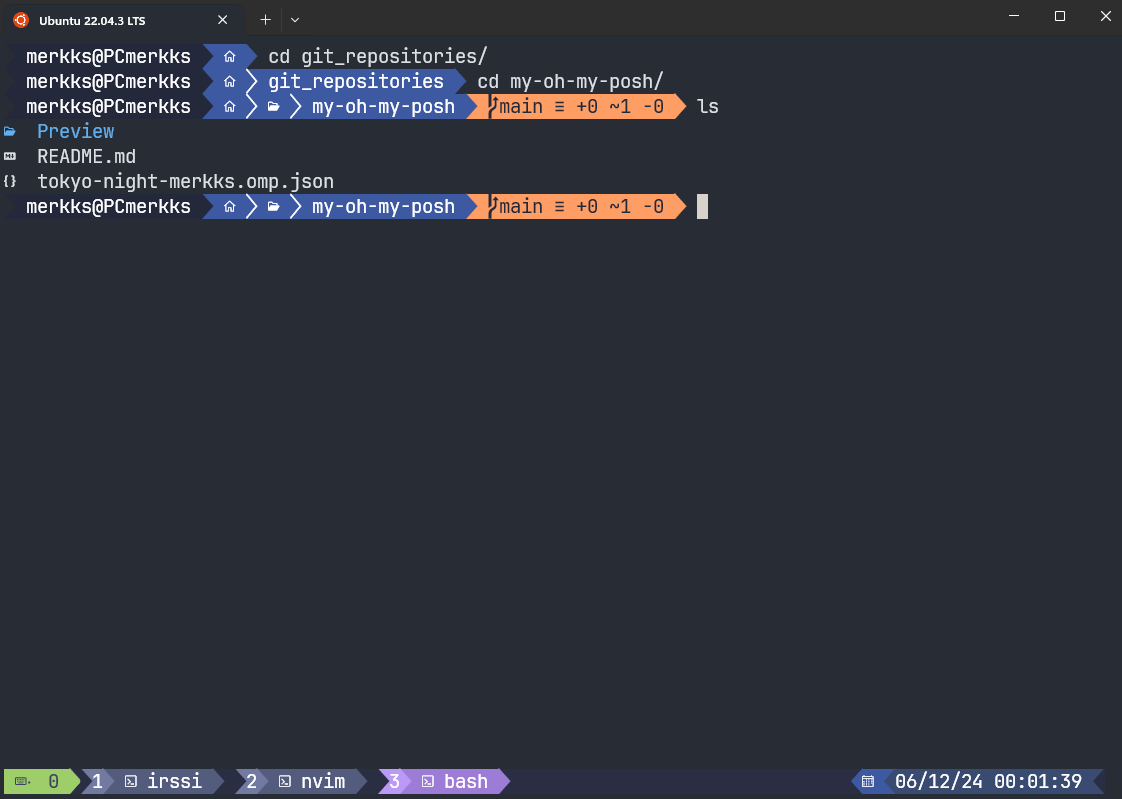 Ubuntu 22.04.3 LTS
merkks@PCmerkks cd git_repositories/
merkks@PCmerkks git_repositories cd my-oh-my-posh/
merkks@PCmerkks my-oh-my-posh main ≡ +0 ~1 -0 ls
Preview
README.md
{} tokyo-night-merkks.omp.json
merkks@PCmerkks my-oh-my-posh main ≡ +0 ~1 -0
0 1 irssi 2 nvim 3 bash 06/12/24 00:01:39